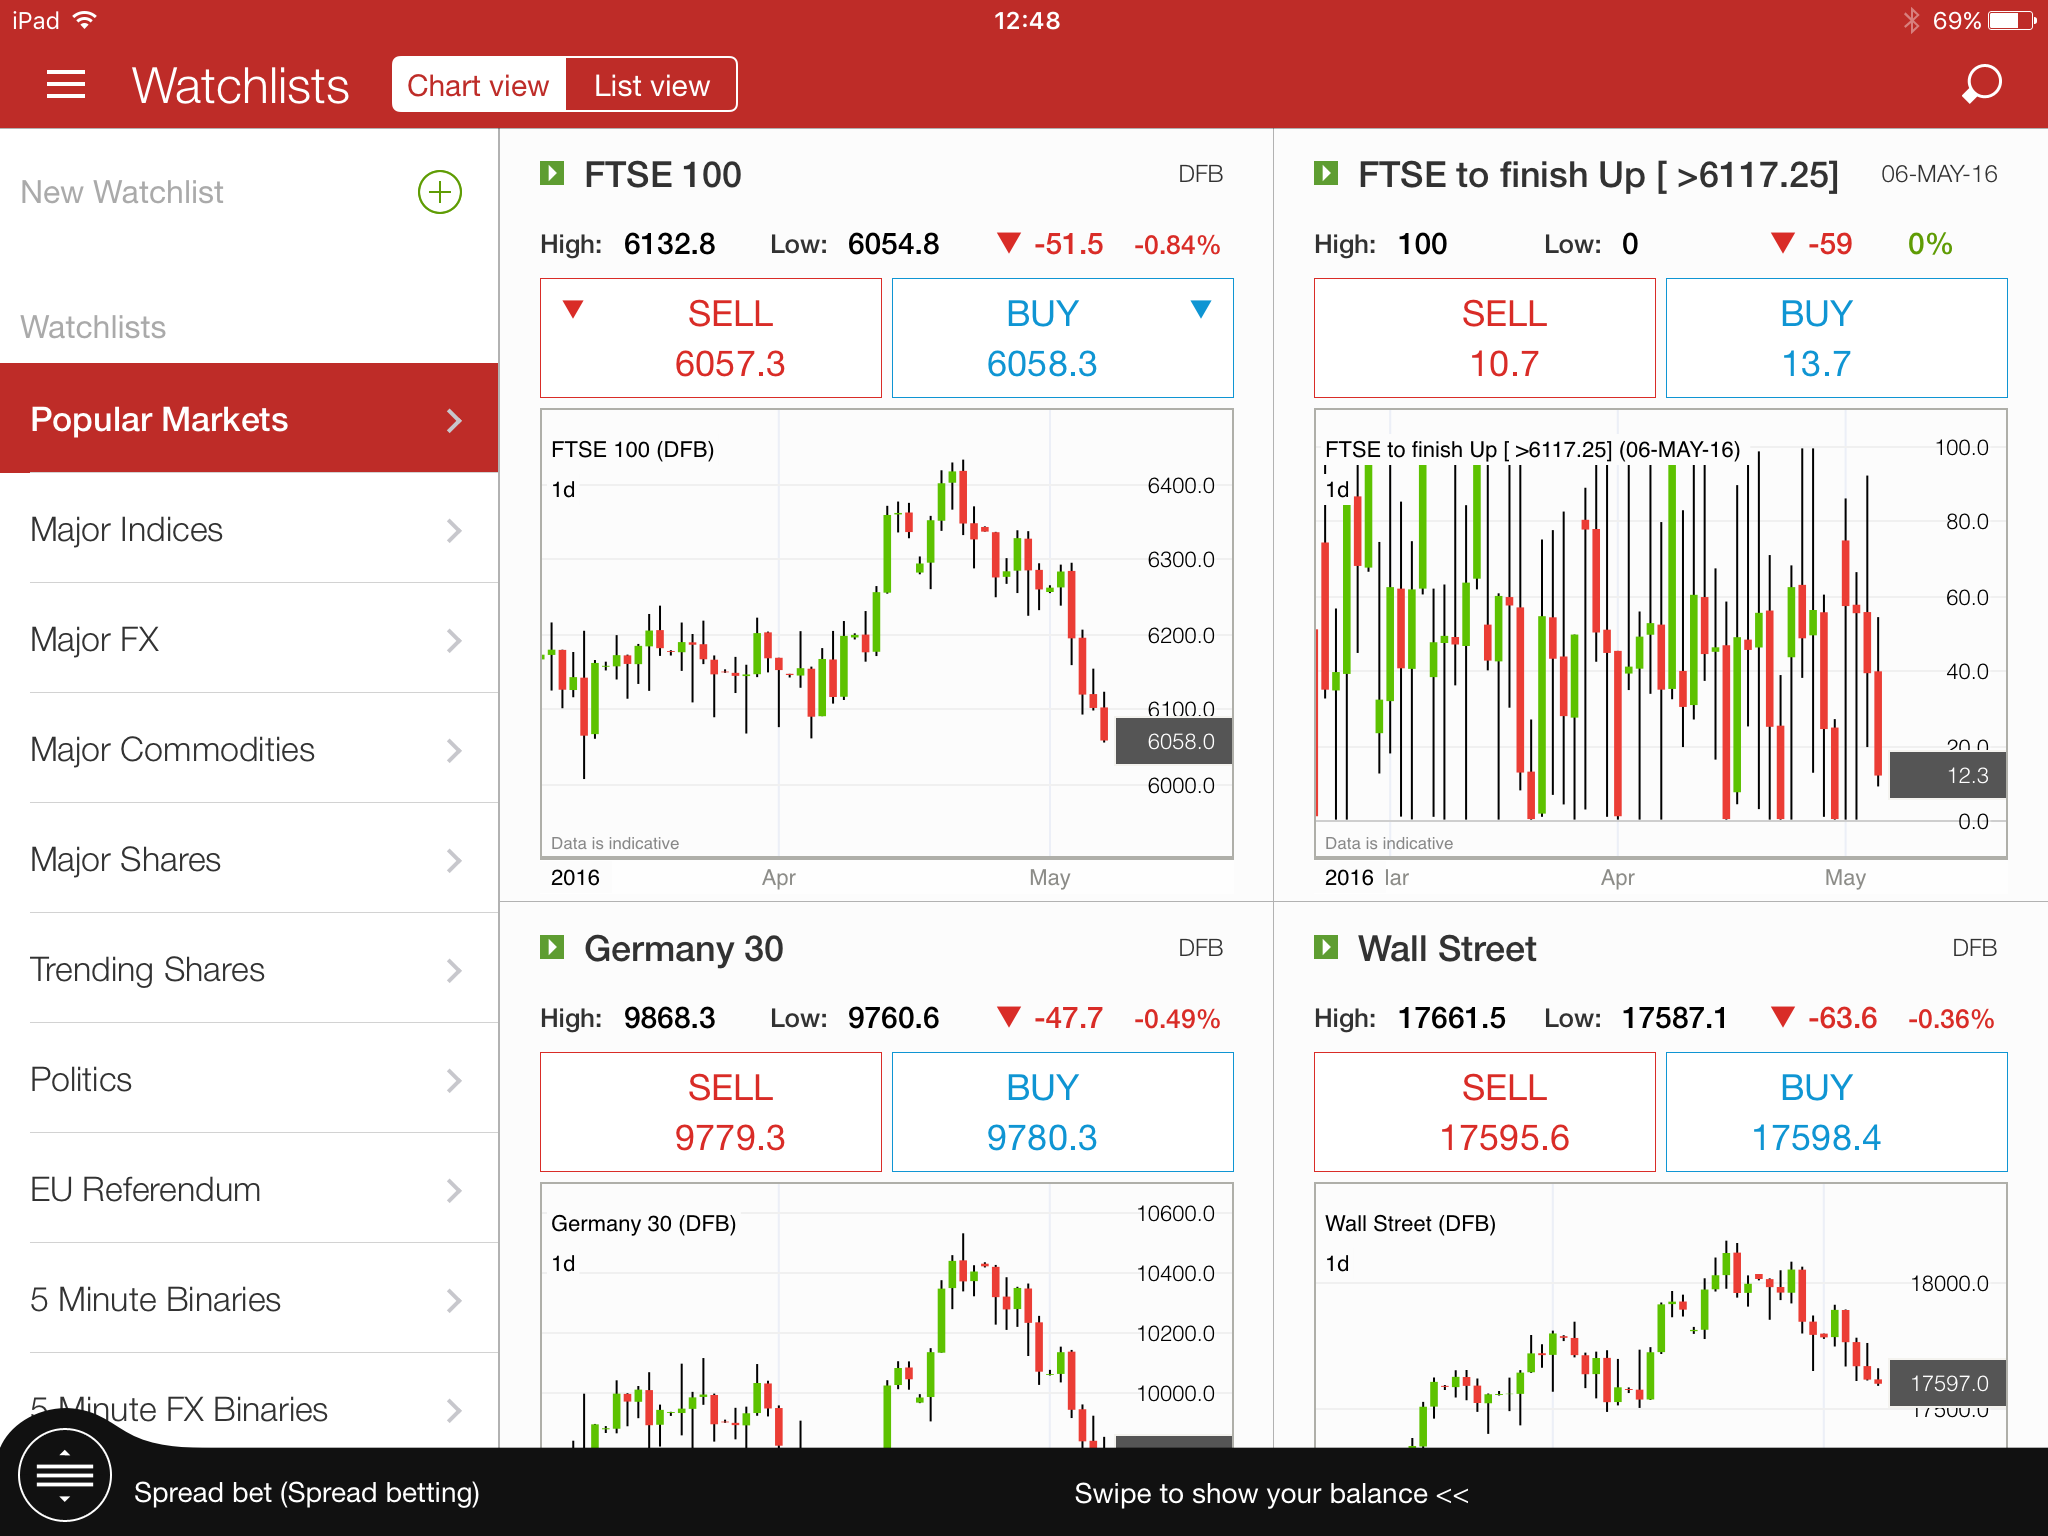 iPad 12:48 69%
Watchlists Chart view List view
New Watchlist
Watchlists
Popular Markets
Major Indices
Major FX
Major Commodities
Major Shares
Trending Shares
Politics
EU Referendum
5 Minute Binaries
5 Minute FX Binaries
FTSE 100 DFB
High: 6132.8 Low: 6054.8 -51.5 -0.84%
SELL BUY
6057.3 6058.3
FTSE 100 (DFB)
1d
6400.0
6300.0
6200.0
6100.0
6058.0
6000.0
Data is indicative
2016 Apr May
FTSE to finish Up [ >6117.25] 06-MAY-16
High: 100 Low: 0 -59 0%
SELL BUY
10.7 13.7
FTSE to finish Up [ >6117.25] (06-MAY-16)
1d
100.0
80.0
60.0
40.0
20.0
12.3
0.0
Data is indicative
2016 lar Apr May
Germany 30 DFB
High: 9868.3 Low: 9760.6 -47.7 -0.49%
SELL BUY
9779.3 9780.3
Germany 30 (DFB)
1d
10600.0
10400.0
10200.0
10000.0
Wall Street DFB
High: 17661.5 Low: 17587.1 -63.6 -0.36%
SELL BUY
17595.6 17598.4
Wall Street (DFB)
1d
18000.0
17597.0
17500.0
Spread bet (Spread betting) Swipe to show your balance <<